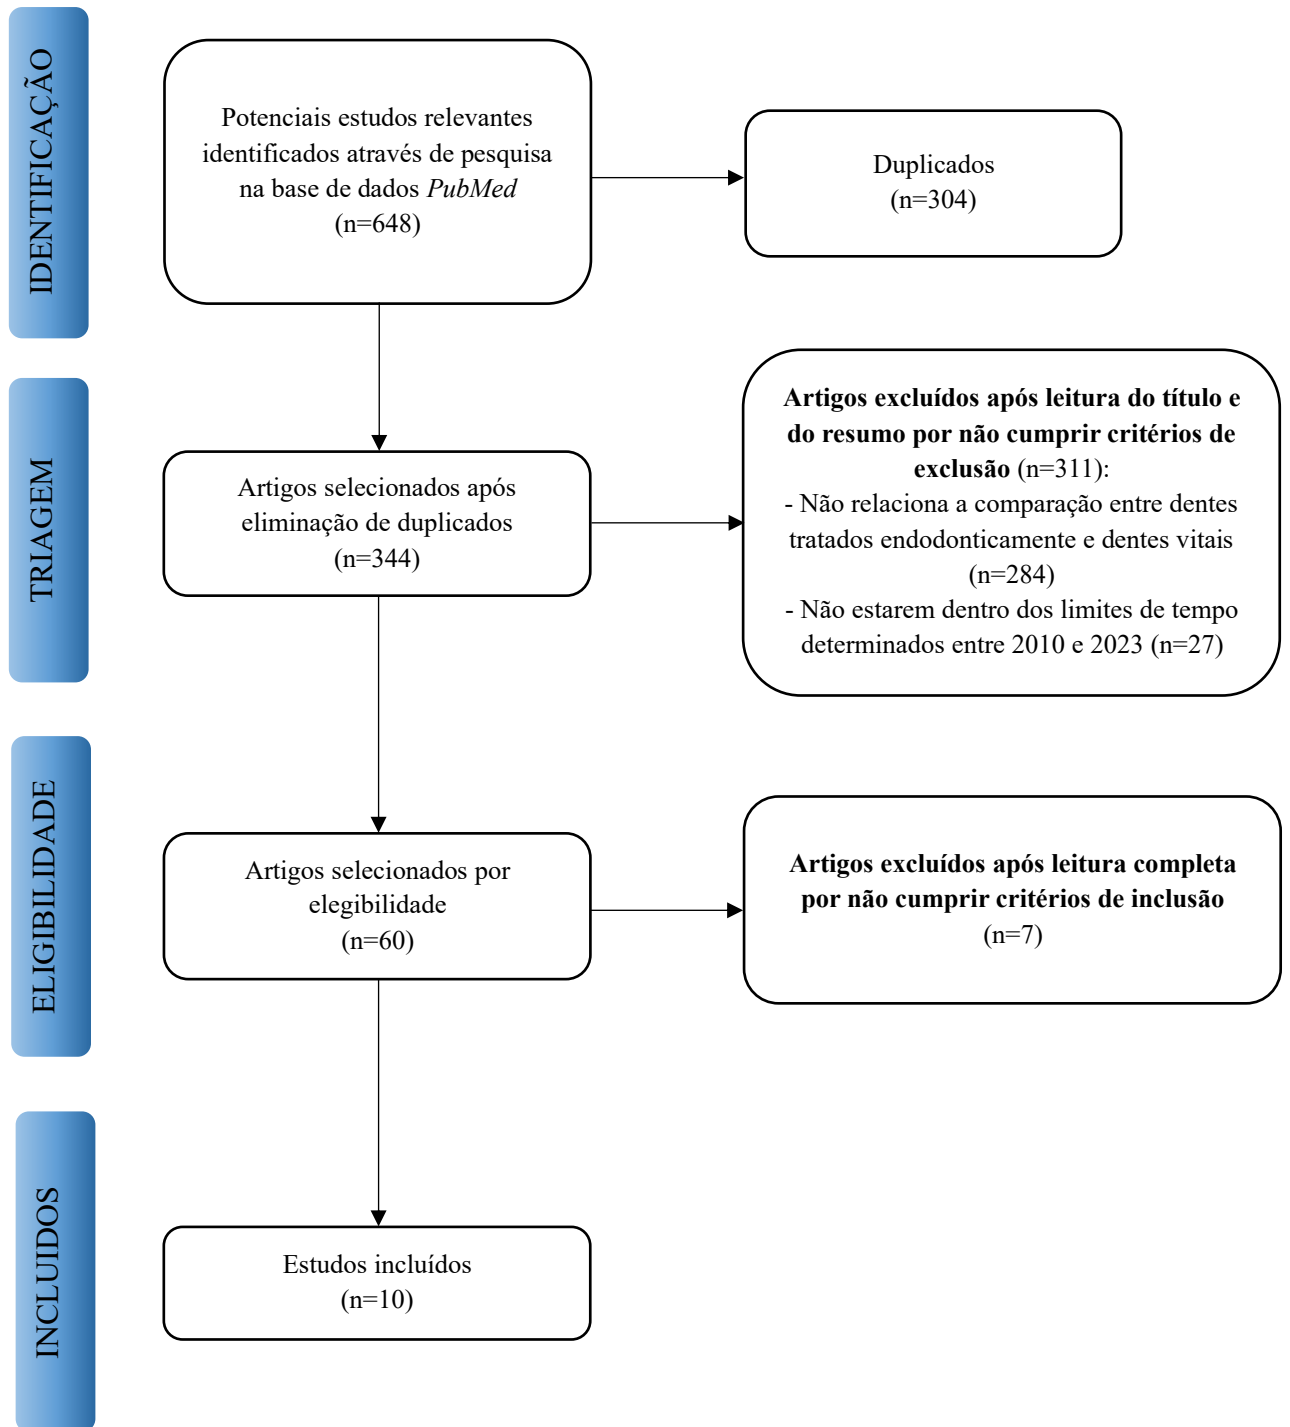 IDENTIFICAÇÃO
Potenciais estudos relevantes
identificados através de pesquisa
na base de dados PubMed
(n=648)
Duplicados
(n=304)
TRIAGEM
Artigos selecionados após
eliminação de duplicados
(n=344)
Artigos excluídos após leitura do título e
do resumo por não cumprir critérios de
exclusão (n=311):
- Não relaciona a comparação entre dentes
tratados endodonticamente e dentes vitais
(n=284)
- Não estarem dentro dos limites de tempo
determinados entre 2010 e 2023 (n=27)
ELIGIBILIDADE
Artigos selecionados por
elegibilidade
(n=60)
Artigos excluídos após leitura completa
por não cumprir critérios de inclusão
(n=7)
INCLUIDOS
Estudos incluídos
(n=10)